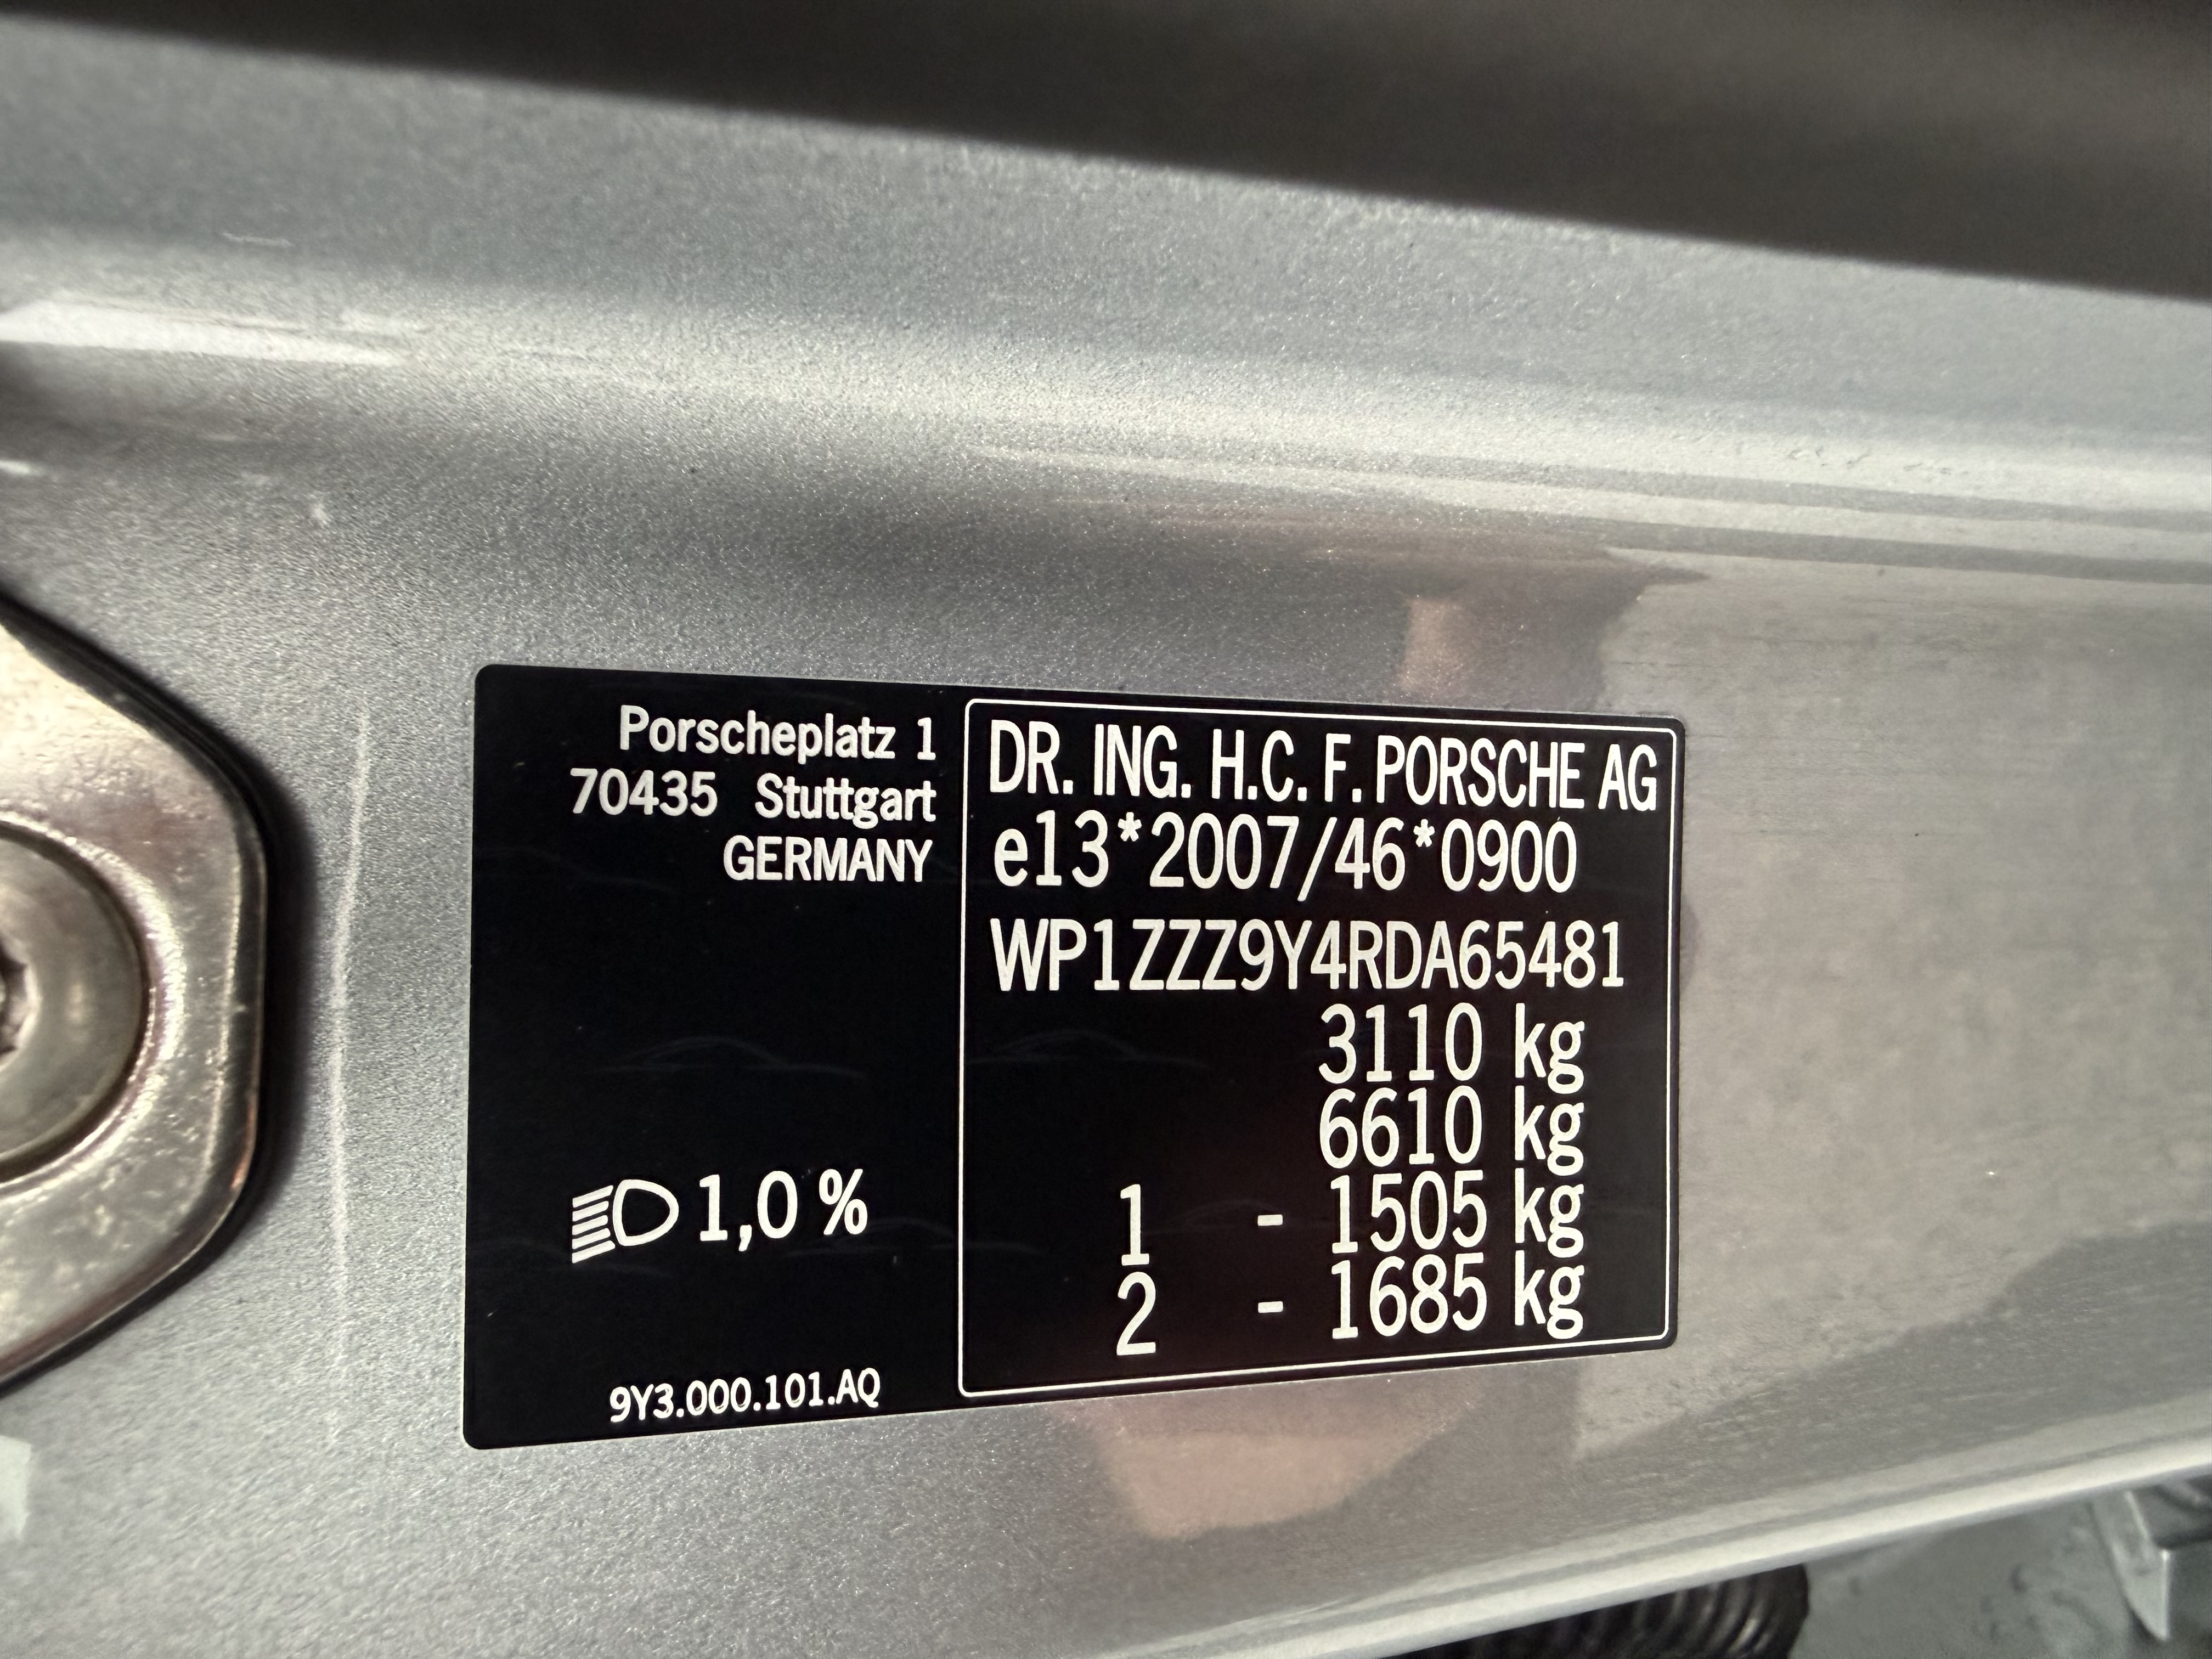 Porscheplatz 1
70435 Stuttgart
GERMANY
1,0 %
9Y3.000.101.AQ
DR. ING. H.C. F. PORSCHE AG
e13*2007/46*0900
WP1ZZZ9Y4RDA65481
3110 kg
6610 kg
1 - 1505 kg
2 - 1685 kg